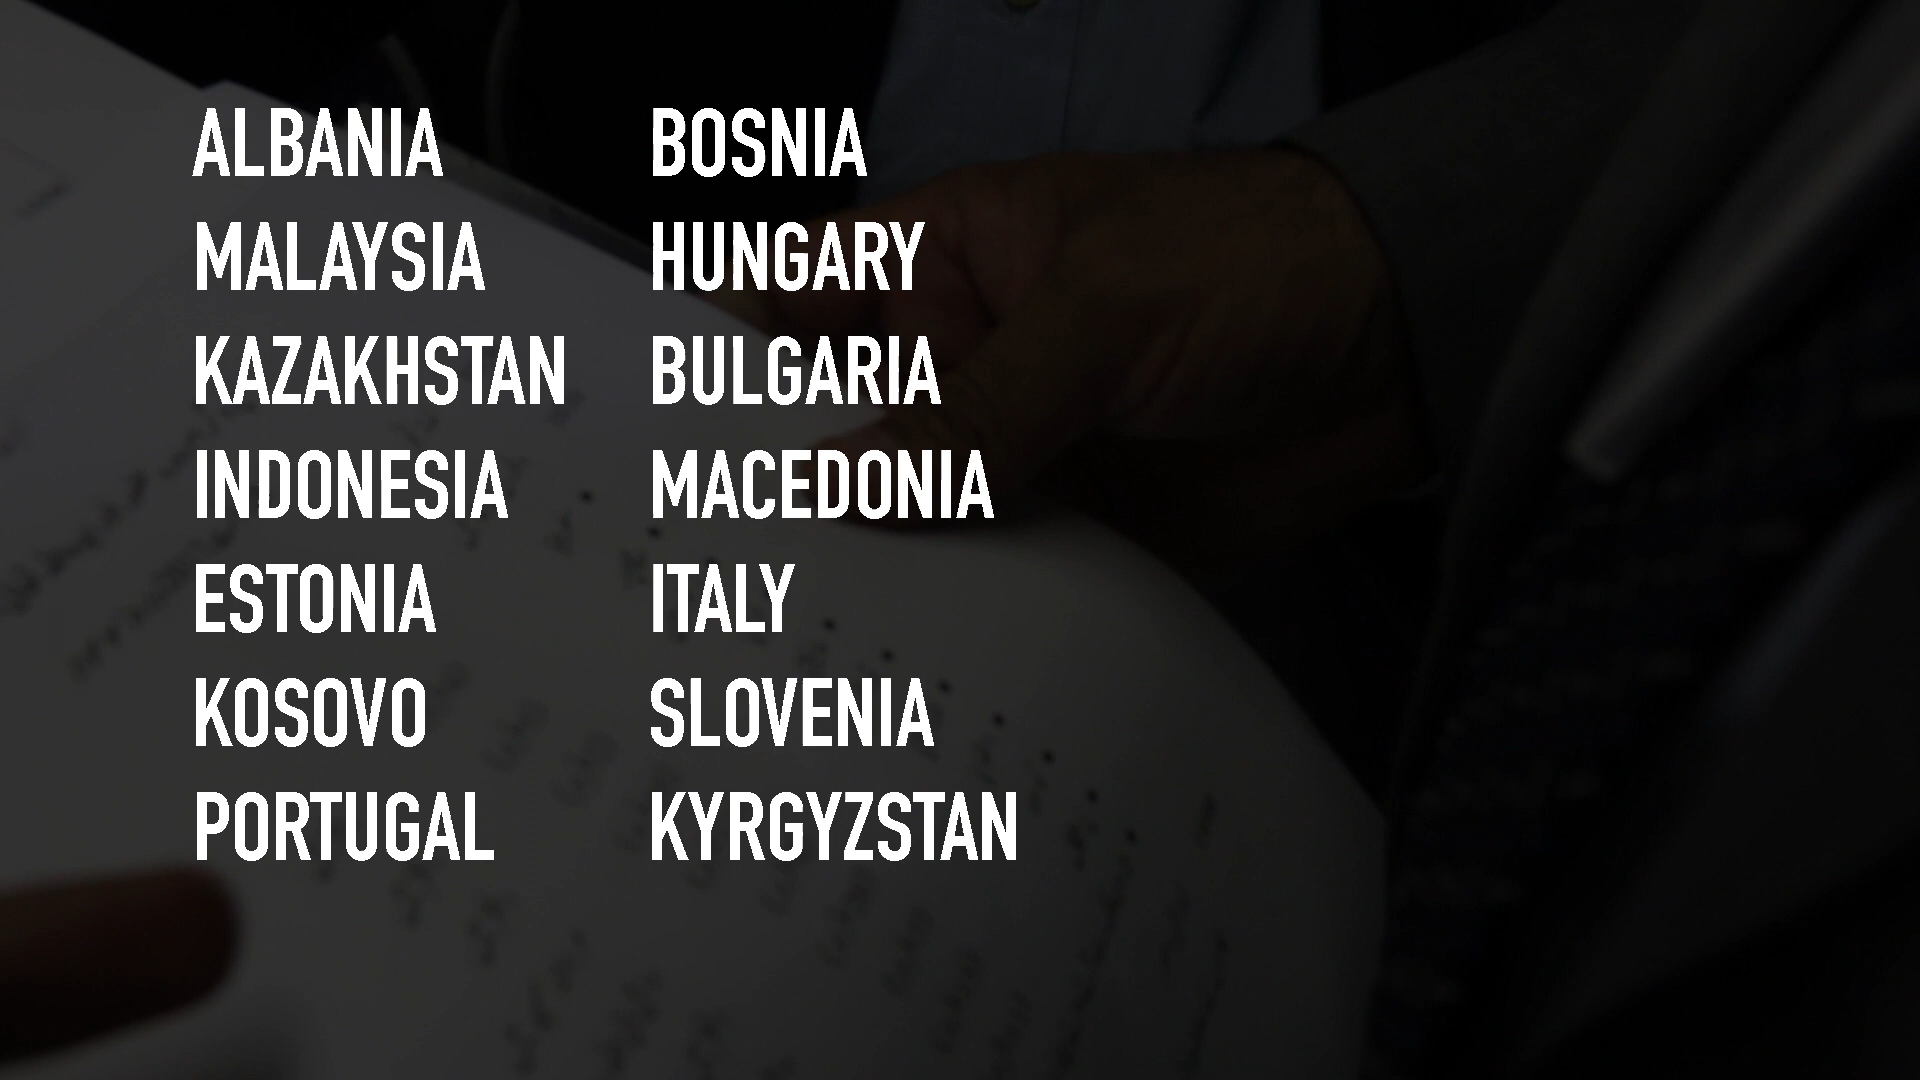 ALBANIA
MALAYSIA
KAZAKHSTAN
INDONESIA
ESTONIA
KOSOVO
PORTUGAL
BOSNIA
HUNGARY
BULGARIA
MACEDONIA
ITALY
SLOVENIA
KYRGYZSTAN